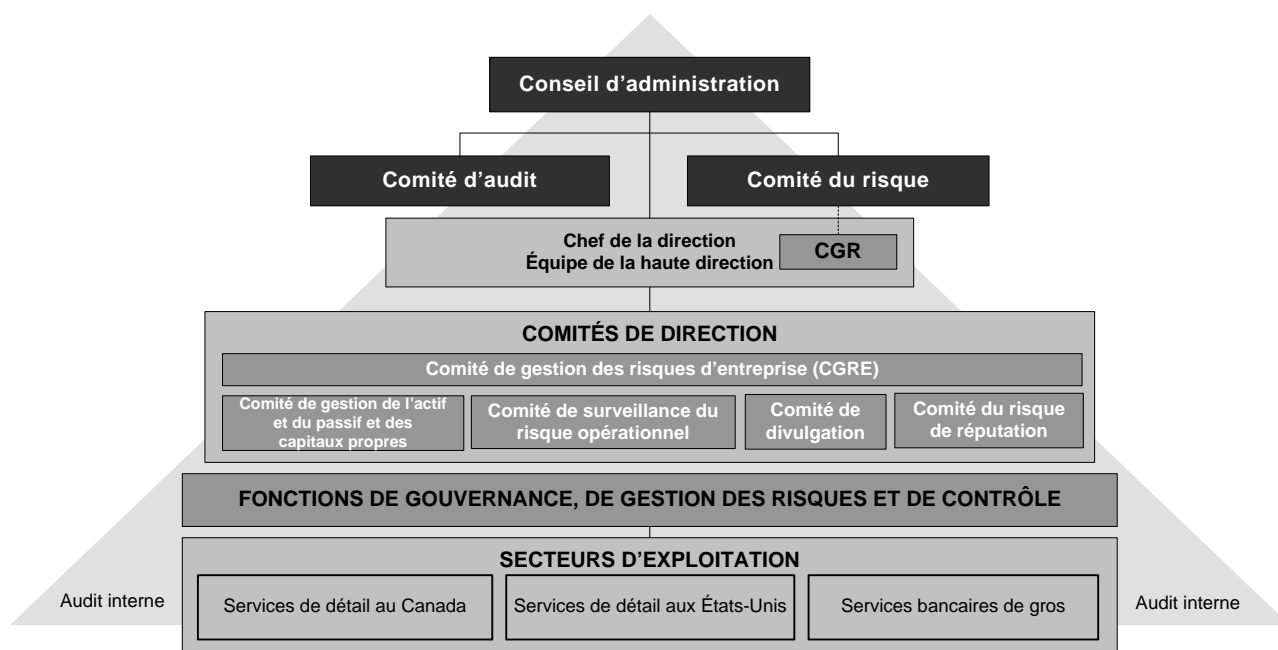 Conseil d’administration
Comité d’audit
Comité du risque
Chef de la direction
Équipe de la haute direction
CGR
COMITÉS DE DIRECTION
Comité de gestion des risques d’entreprise (CGRE)
Comité de gestion de l’actif
et du passif et des
capitaux propres
Comité de surveillance du
risque opérationnel
Comité de
divulgation
Comité du risque
de réputation
FONCTIONS DE GOUVERNANCE, DE GESTION DES RISQUES ET DE CONTRÔLE
SECTEURS D’EXPLOITATION
Audit interne
Services de détail au Canada
Services de détail aux États-Unis
Services bancaires de gros
Audit interne